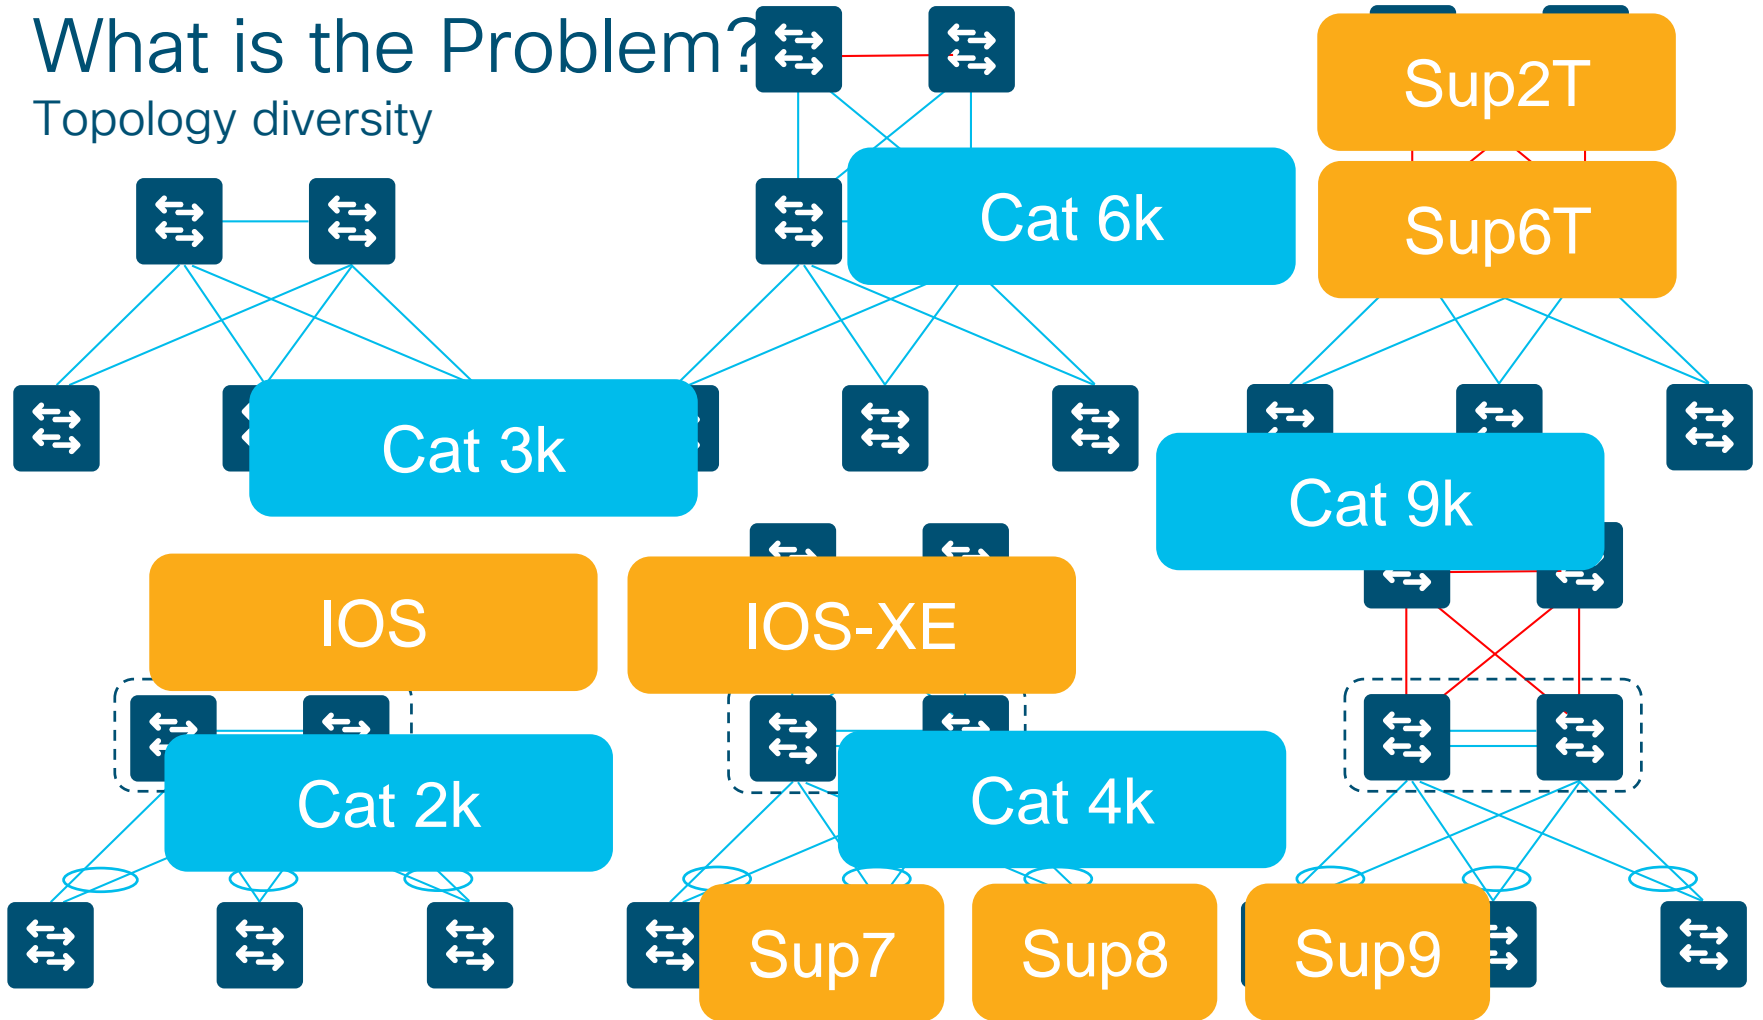 What is the Problem?
Topology diversity
Sup2T
Cat 6k
Sup6T
Cat 3k
Cat 9k
IOS
IOS-XE
Cat 2k
Cat 4k
Sup7
Sup8
Sup9